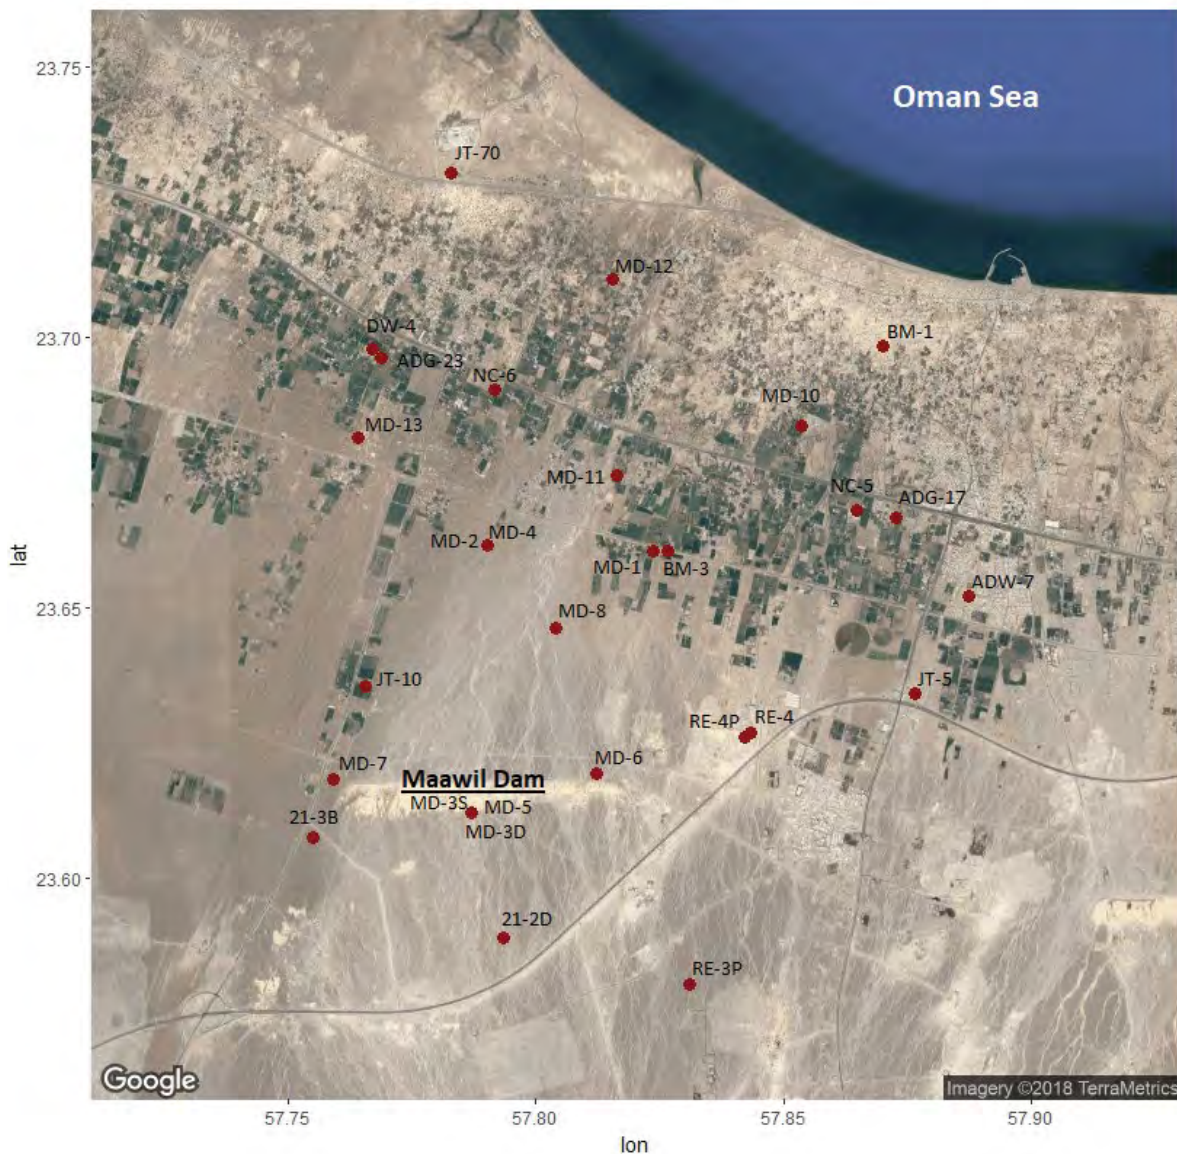 23.75
Oman Sea
JT-70
MD-12
23.70
DW-4
BM-1
ADG-23
NC-6
MD-10
MD-13
MD-11
NC-5
ADG-17
MD-2
MD-4
MD-1
BM-3
ADW-7
lat
23.65
MD-8
JT-10
JT-5
RE-4P
RE-4
MD-7
MD-6
Maawil Dam
MD-3S
MD-5
21-3B
MD-3D
23.60
21-2D
RE-3P
Google
Imagery ©2018 TerraMetrics
57.75
57.80
57.85
57.90
lon